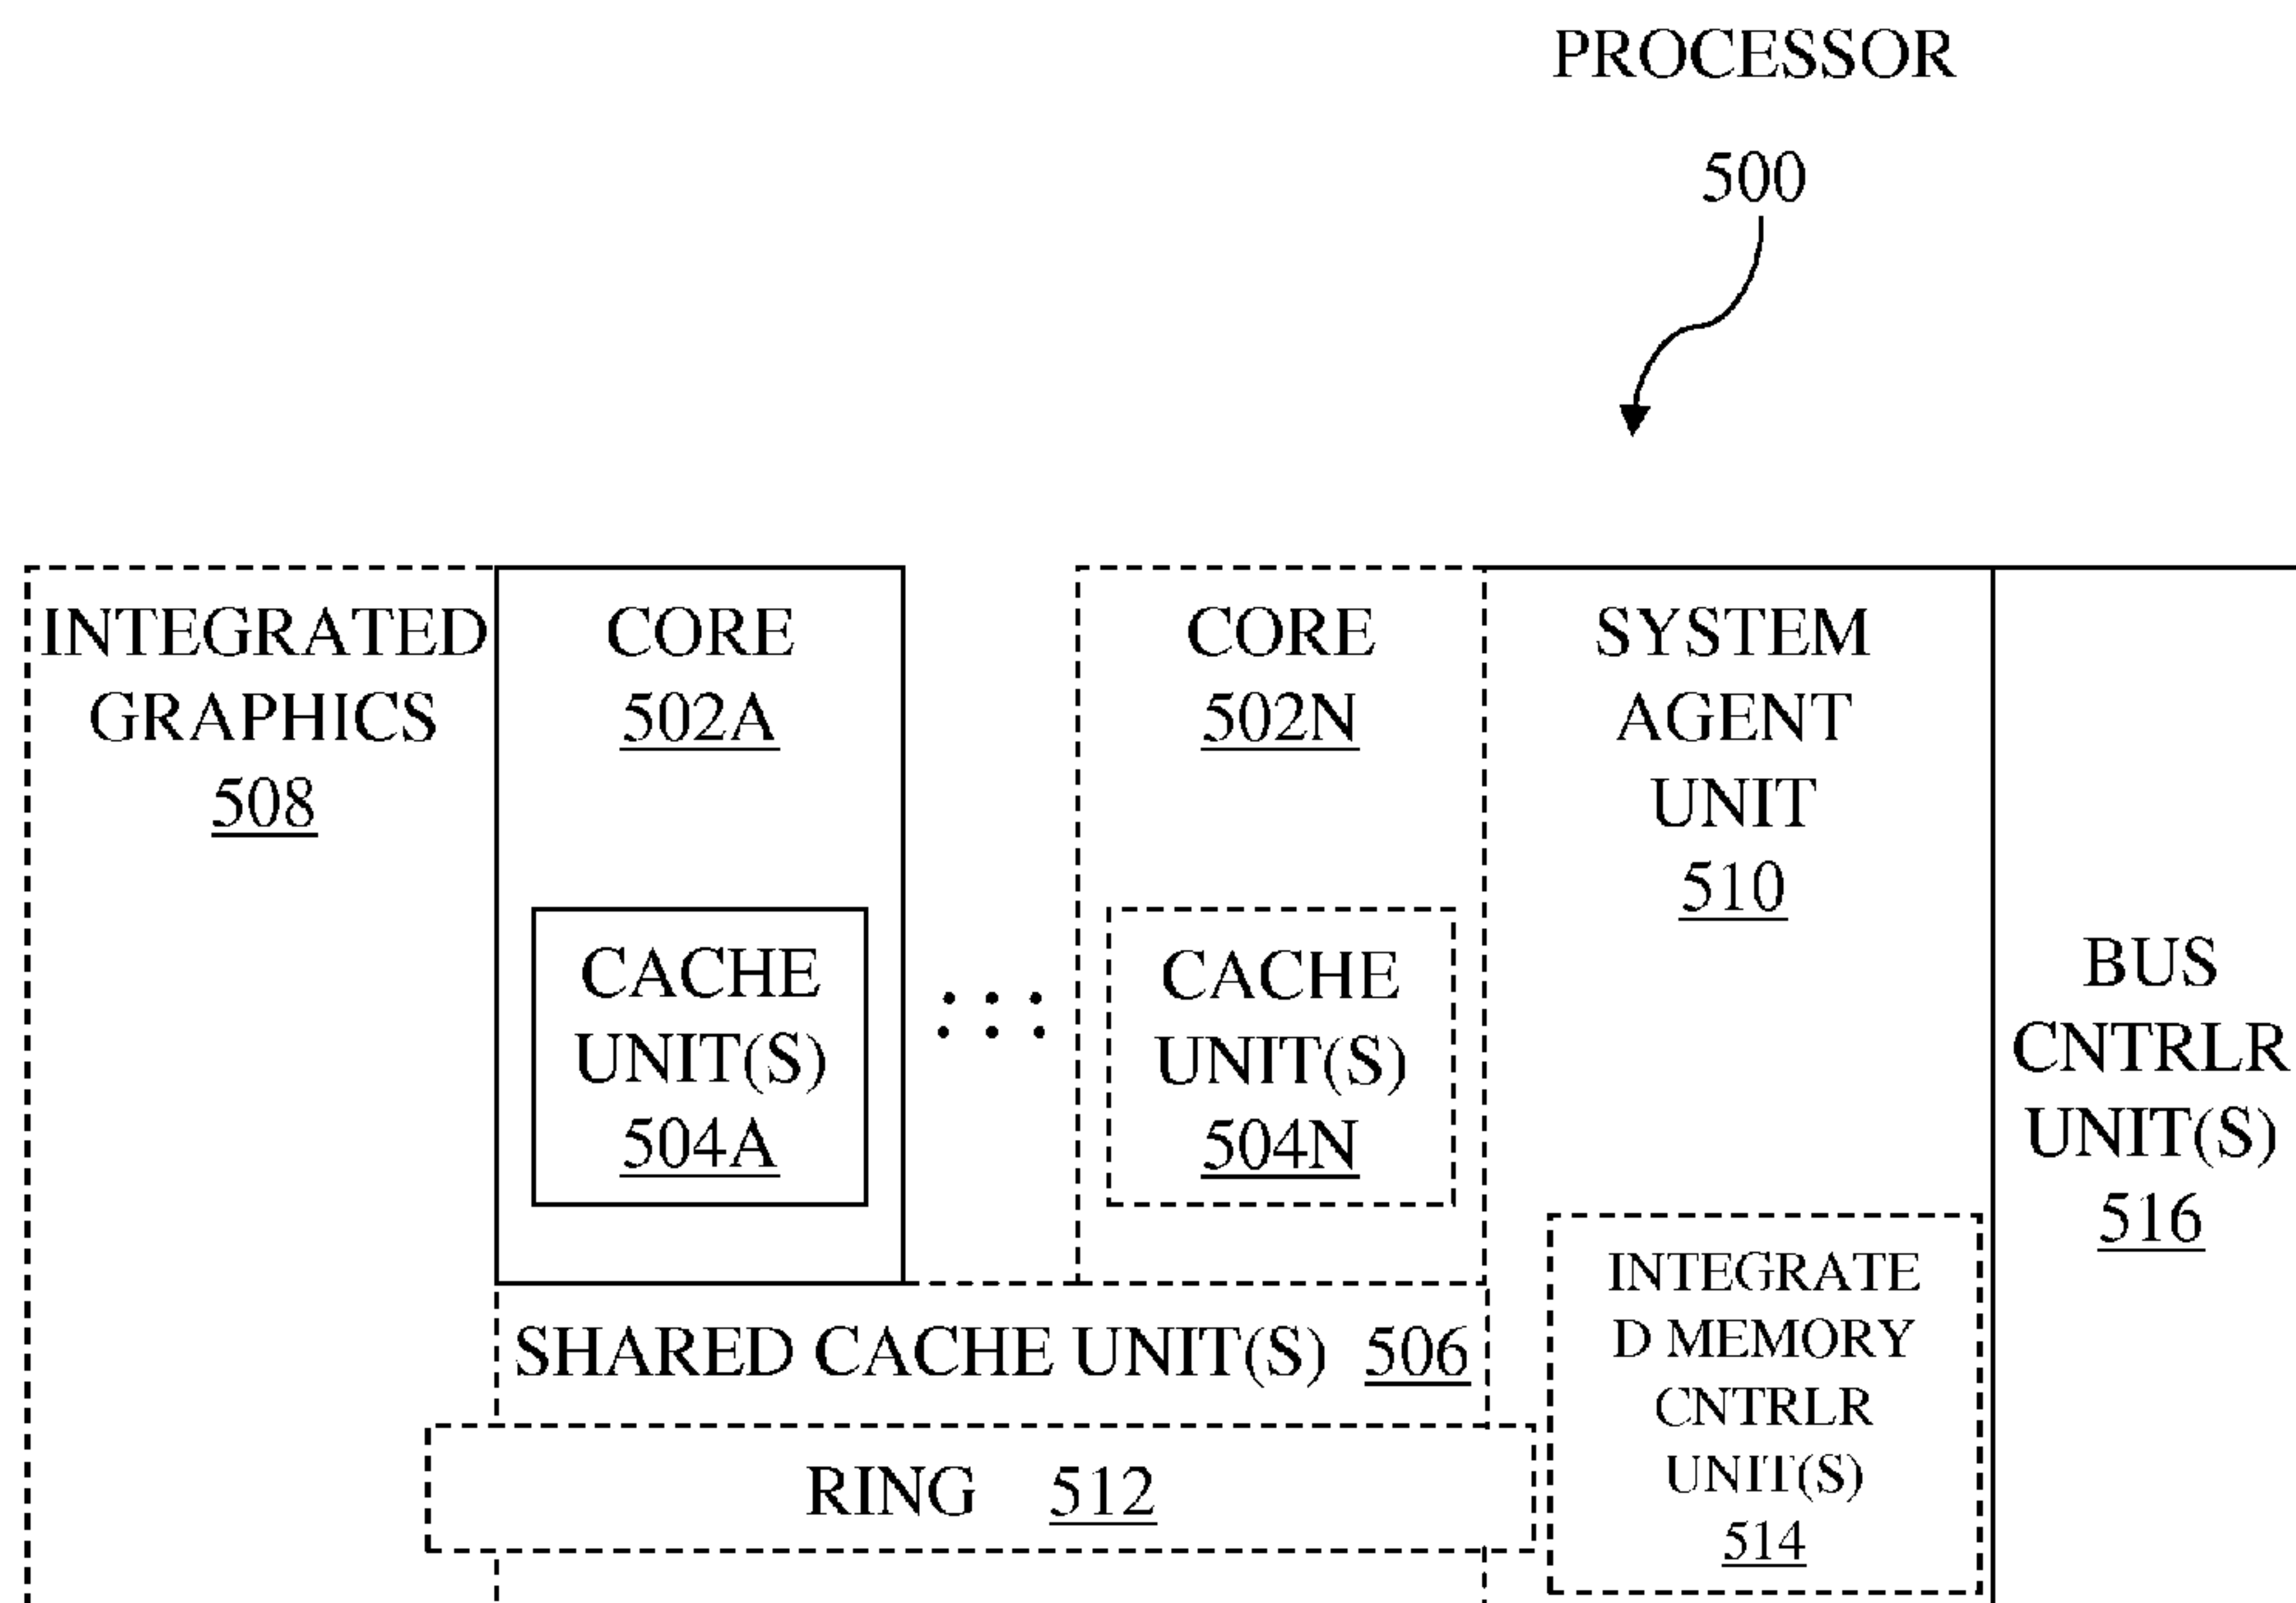 PROCESSOR
500
INTEGRATED
GRAPHICS
508
CORE
502A
CACHE
UNIT(S)
504A
CORE
502N
CACHE
UNIT(S)
504N
SYSTEM
AGENT
UNIT
510
BUS
CNTRLR
UNIT(S)
516
SHARED CACHE UNIT(S) 506
RING 512
INTEGRATE
D MEMORY
CNTRLR
UNIT(S)
514